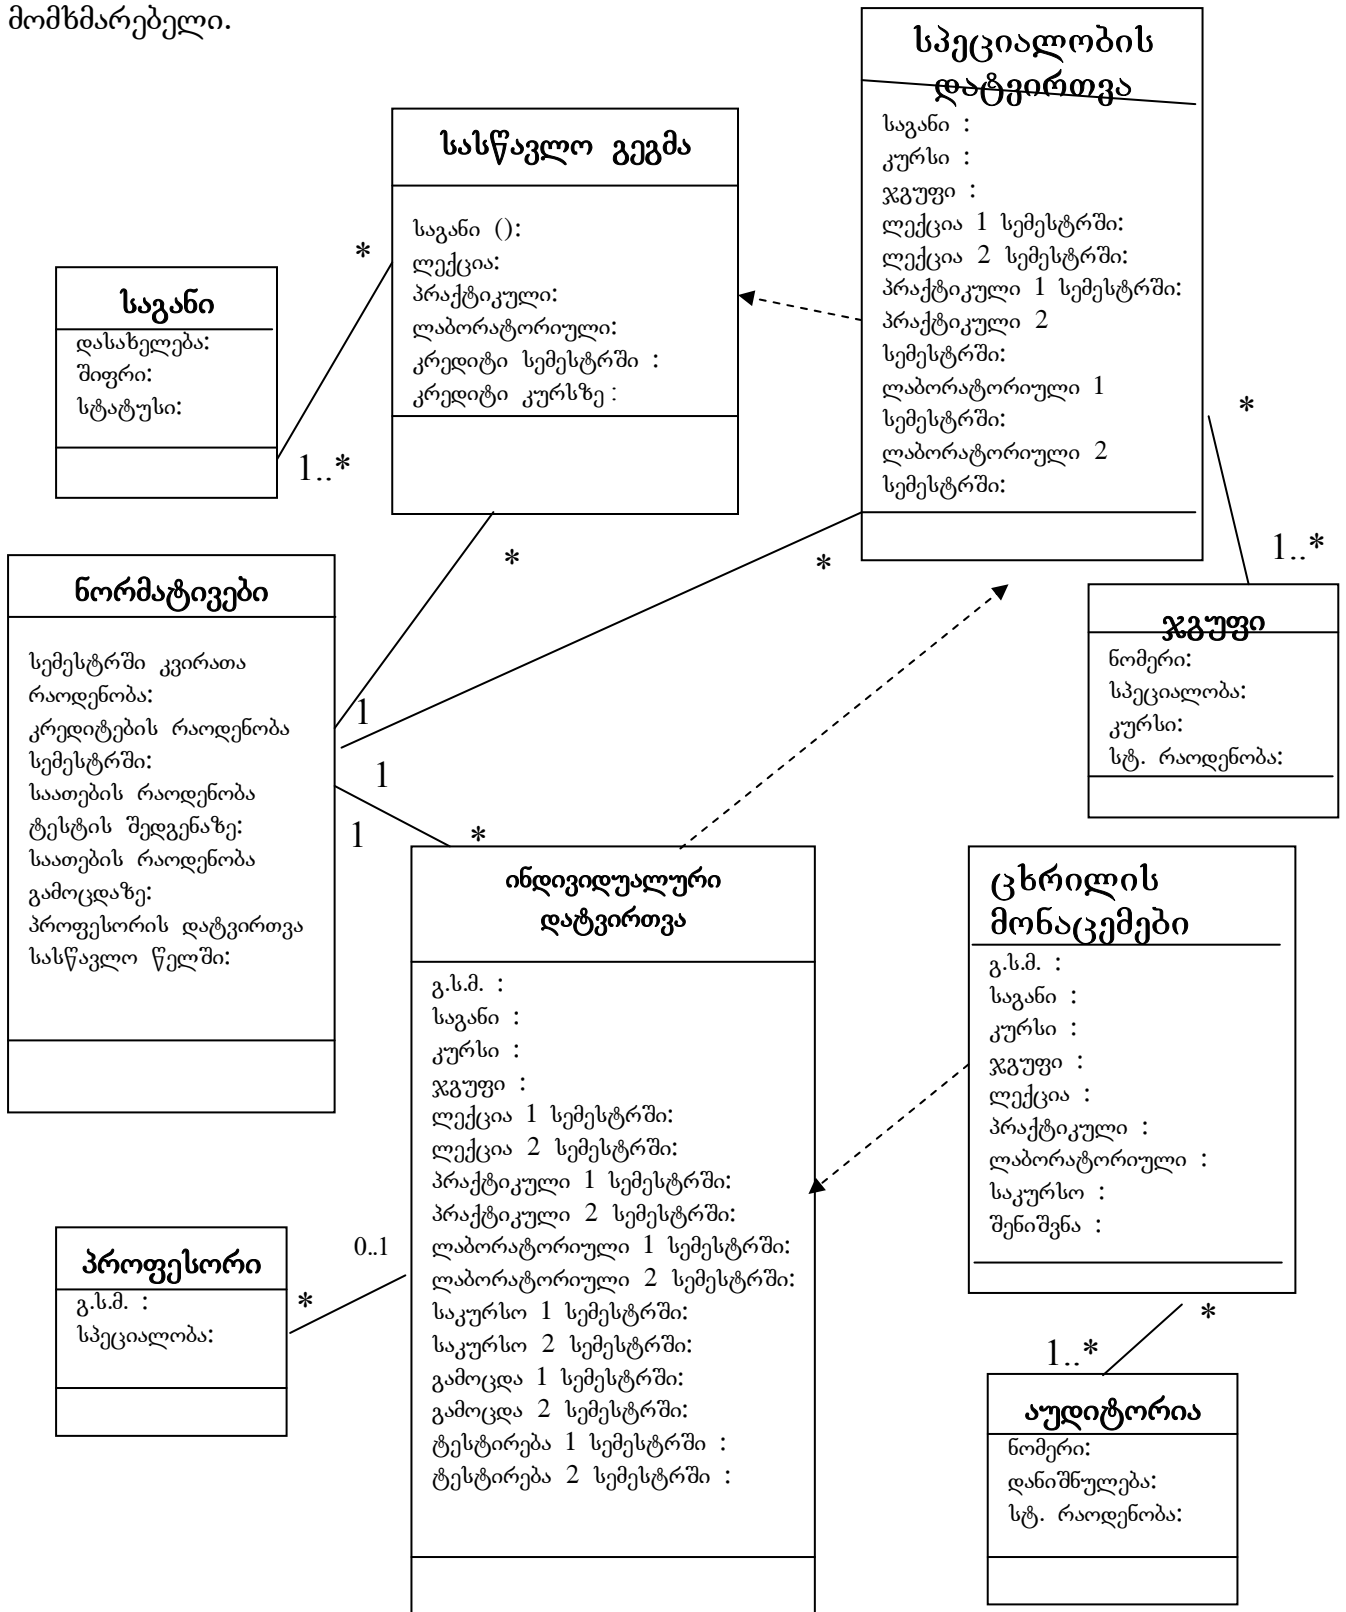 მომხმარებელი.
სპეციალობის
დატვირთვა
საგანი :
კურსი :
ჯგუფი :
ლექცია 1 სემესტრში:
ლექცია 2 სემესტრში:
პრაქტიკული 1 სემესტრში:
პრაქტიკული 2
სემესტრში:
ლაბორატორიული 1
სემესტრში:
ლაბორატორიული 2
სემესტრში:
სასწავლო გეგმა
საგანი ():
ლექცია:
პრაქტიკული:
ლაბორატორიული:
კრედიტი სემესტრში :
კრედიტი კურსზე :
საგანი
დასახელება:
შიფრი:
სტატუსი:
*
1..*
*
1..*
*
*
ნორმატივები
სემესტრში კვირათა
რაოდენობა:
კრედიტების რაოდენობა
სემესტრში:
საათების რაოდენობა
ტესტის შედგენაზე:
საათების რაოდენობა
გამოცდაზე:
პროფესორის დატვირთვა
სასწავლო წელში:
1
1
1
*
ჯგუფი
ნომერი:
სპეციალობა:
კურსი:
სტ. რაოდენობა:
ინდივიდუალური
დატვირთვა
გ.ს.მ. :
საგანი :
კურსი :
ჯგუფი :
ლექცია 1 სემესტრში:
ლექცია 2 სემესტრში:
პრაქტიკული 1 სემესტრში:
პრაქტიკული 2 სემესტრში:
ლაბორატორიული 1 სემესტრში:
ლაბორატორიული 2 სემესტრში:
საკურსო 1 სემესტრში:
საკურსო 2 სემესტრში:
გამოცდა 1 სემესტრში:
გამოცდა 2 სემესტრში:
ტესტირება 1 სემესტრში :
ტესტირება 2 სემესტრში :
ცხრილის
მონაცემები
გ.ს.მ. :
საგანი :
კურსი :
ჯგუფი :
ლექცია :
პრაქტიკული :
ლაბორატორიული :
საკურსო :
შენიშვნა :
პროფესორი
გ.ს.მ. :
სპეციალობა:
0..1
*
*
1..*
აუდიტორია
ნომერი:
დანიშნულება:
სტ. რაოდენობა: